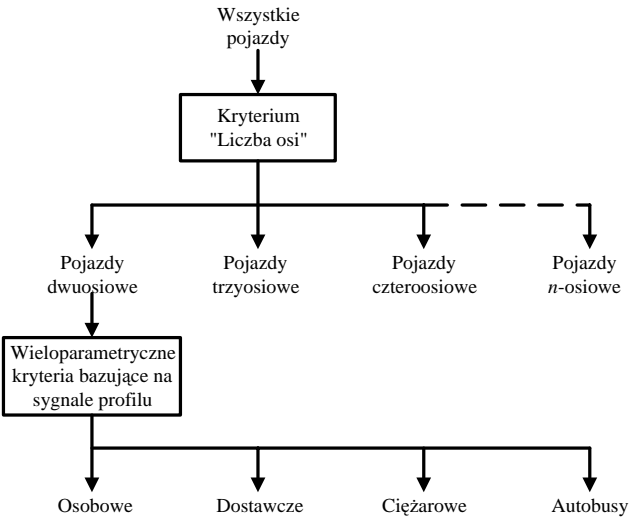 Wszystkie
pojazdy
Kryterium
"Liczba osi"
Pojazdy
dwuosiowe
Pojazdy
trzyosiowe
Pojazdy
czteroosiowe
Pojazdy
n-osiowe
Wieloparametryczne
kryteria bazujące na
sygnale profilu
Osobowe
Dostawcze
Ciężarowe
Autobusy